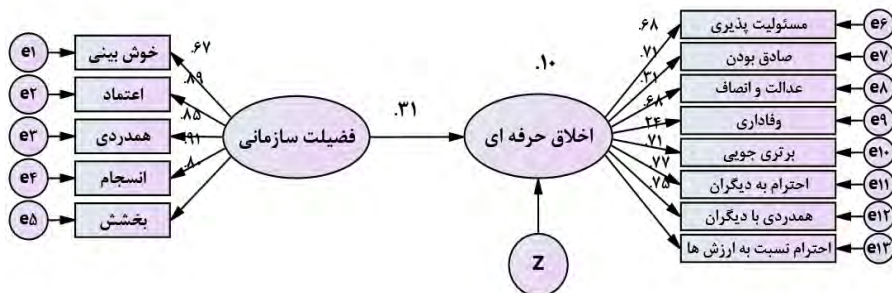 e۱
خوش بینی
.۶۷
e۲
اعتماد
.۸۹
e۳
همدردی
.۸۵
e۴
انسجام
.۹۱
e۵
بخشش
.۸۰
فضیلت سازمانی
.۳۱
.۱۰
اخلاق حرفه ای
Z
.۶۸
مسئولیت پذیری
e۶
.۷۱
صادق بودن
e۷
.۳۱
عدالت و انصاف
e۸
.۶۸
وفاداری
e۹
.۲۴
برتری جویی
e۱۰
.۷۱
احترام به دیگران
e۱۱
.۷۷
همدردی با دیگران
e۱۲
.۷۵
احترام نسبت به ارزش ها
e۱۳